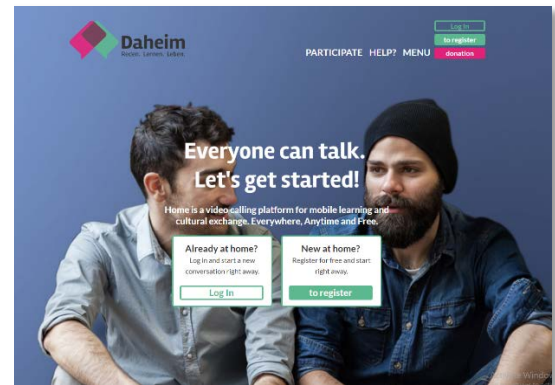 Daheim
Reden. Lernen. Leben.
Log In
to register
donation
PARTICIPATE HELP? MENU
Everyone can talk.
Let's get started!
Home is a video calling platform for mobile learning and
cultural exchange. Everywhere, Anytime and Free.
Already at home?
Log in and start a new
conversation right away.
Log In
New at home?
Register for free and start
right away.
to register
Windo